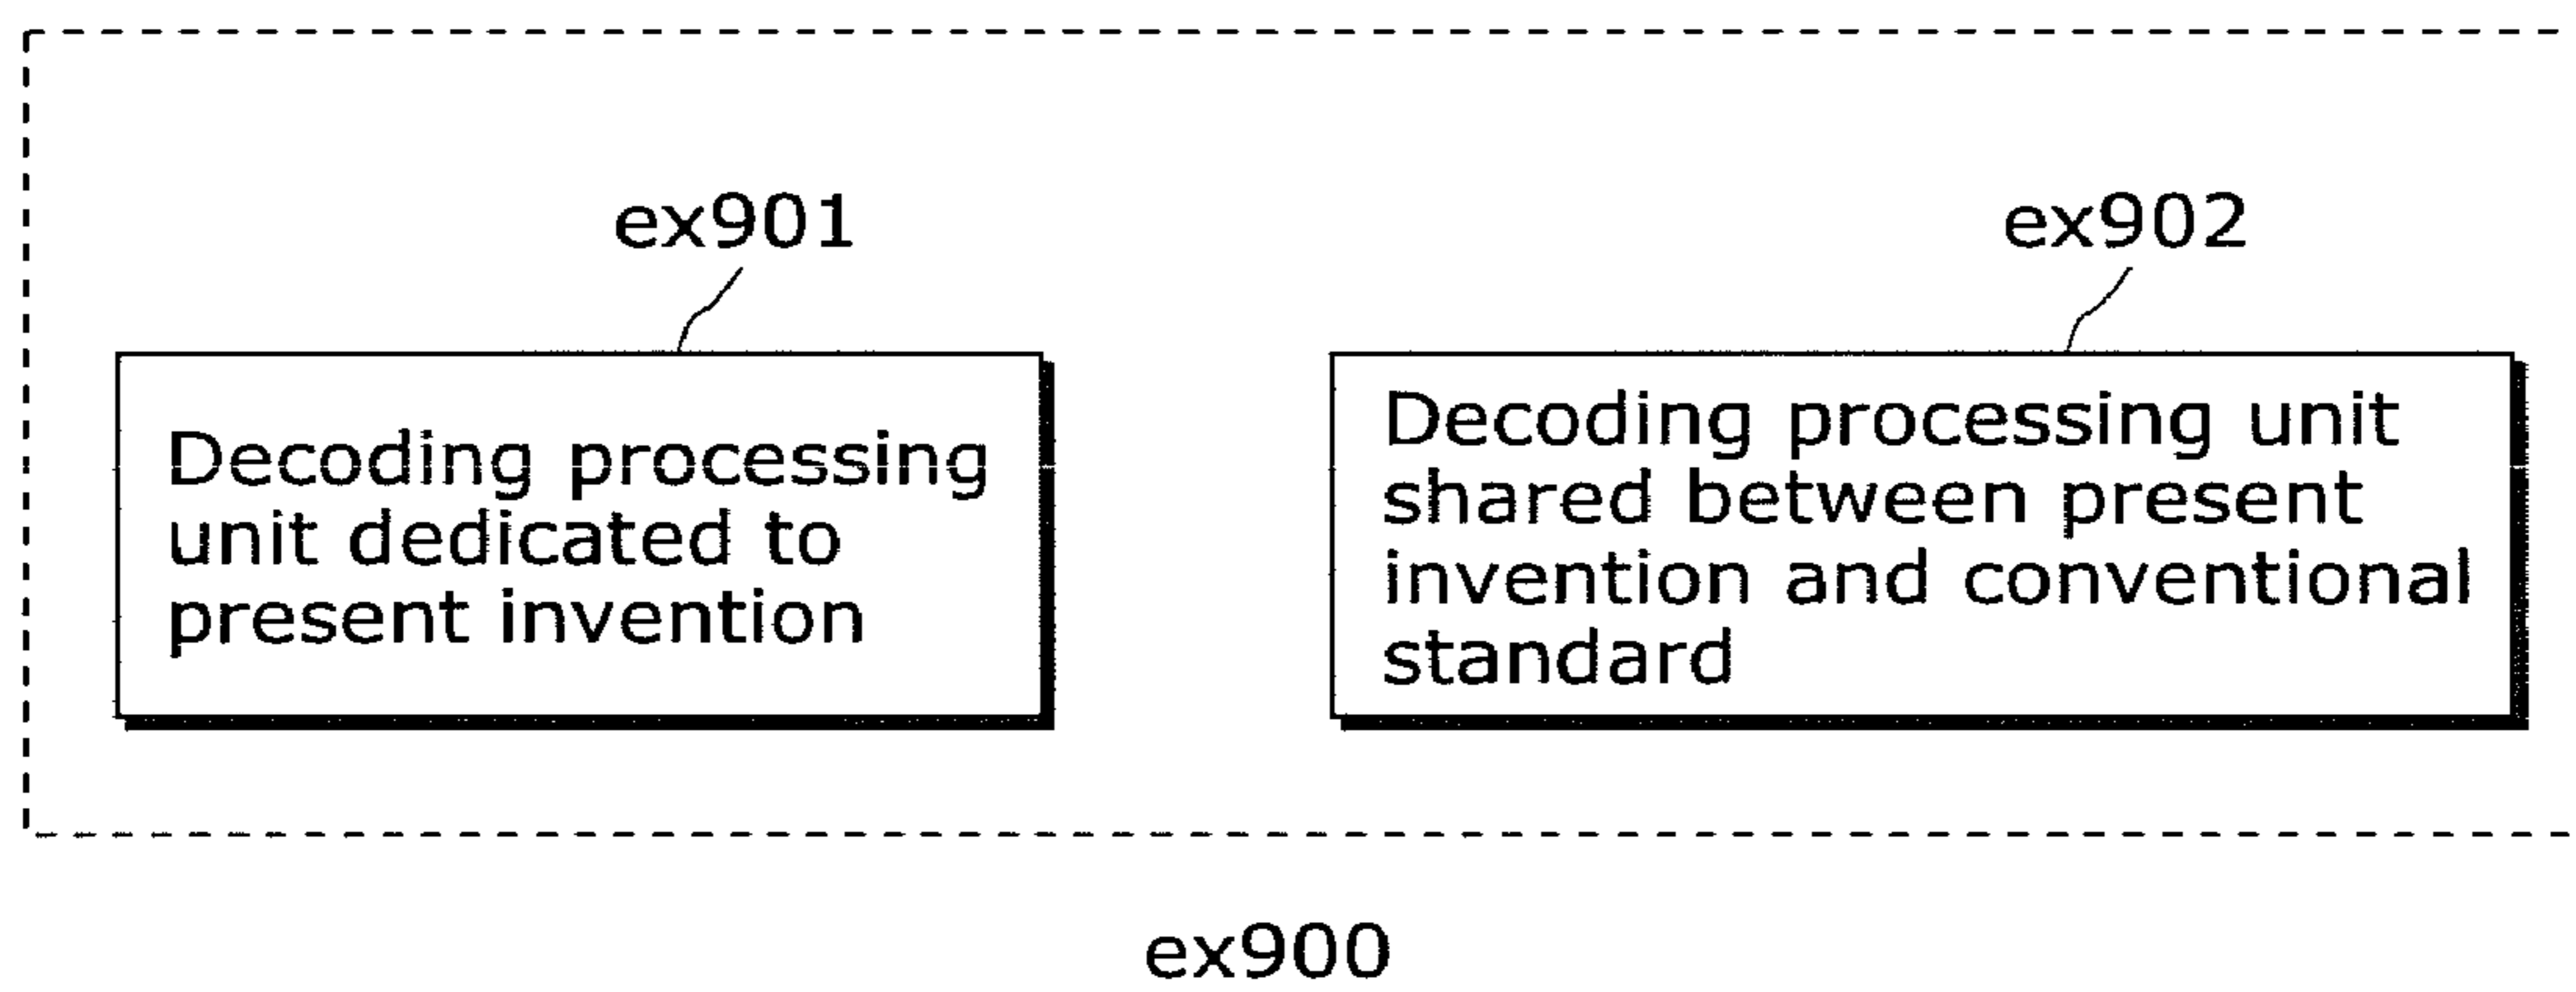 ex901
Decoding processing
unit dedicated to
present invention
ex902
Decoding processing unit
shared between present
invention and conventional
standard
ex900